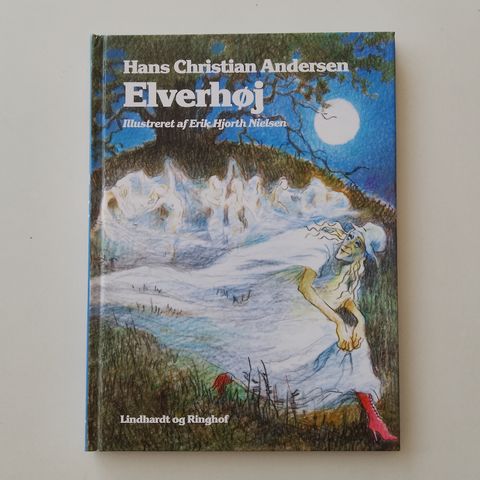 Hans Christian Andersen
Elverhøj
Illustreret af Erik Hjorth Nielsen
Lindhardt og Ringhof